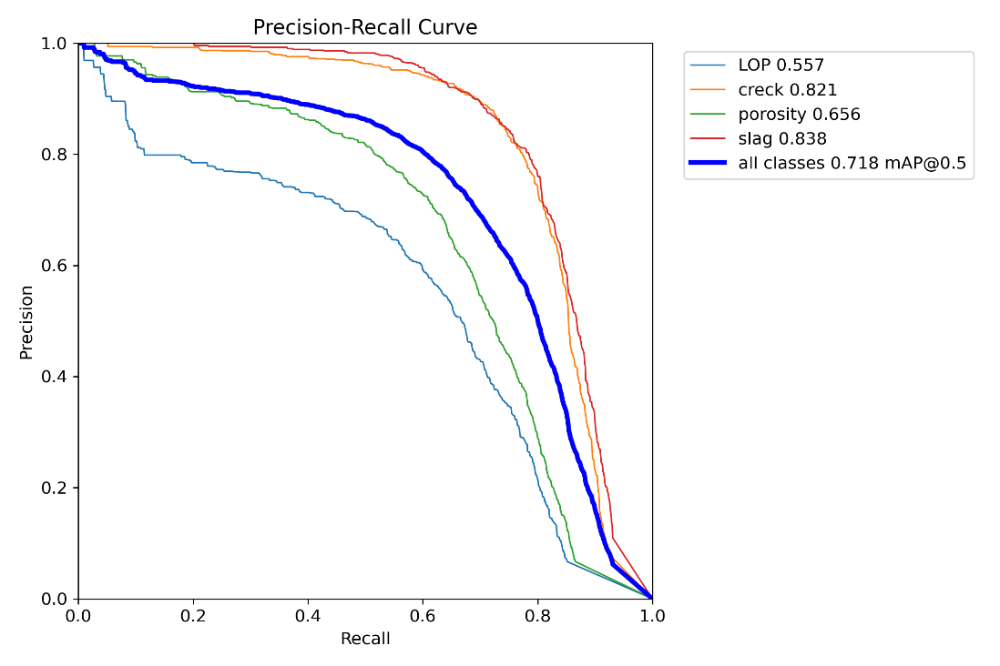 Precision-Recall Curve
1.0
0.8
0.6
0.4
0.2
0.0
Precision
0.0 0.2 0.4 0.6 0.8 1.0
Recall
LOP 0.557
creck 0.821
porosity 0.656
slag 0.838
all classes 0.718 mAP@0.5